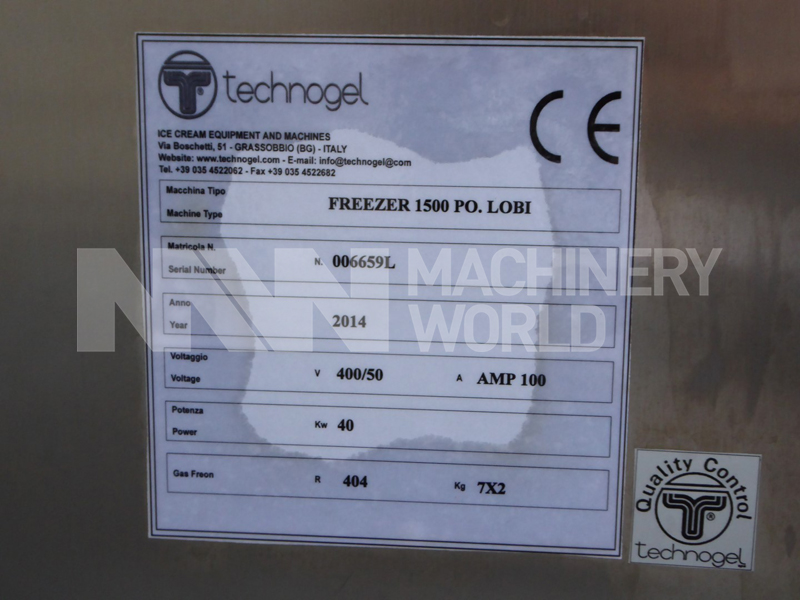 technogel
ICE CREAM EQUIPMENT AND MACHINES
Via Boschetti, 51 - GRASSOBBIO (BG) - ITALY
Website: www.technogel.com - E-mail: info@technogel@com
Tel. +39 035 4522062 - Fax +39 035 4522682
CE
Macchina Tipo
Machine Type FREEZER 1500 PO. LOBI
Matricola N.
Serial Number N. 006659L
Anno
Year 2014
Voltaggio
Voltage V 400/50 A AMP 100
Potenza
Power Kw 40
Gas Freon R 404 Kg 7X2
MW MACHINERY
WORLD
Quality Control
T®
technogel